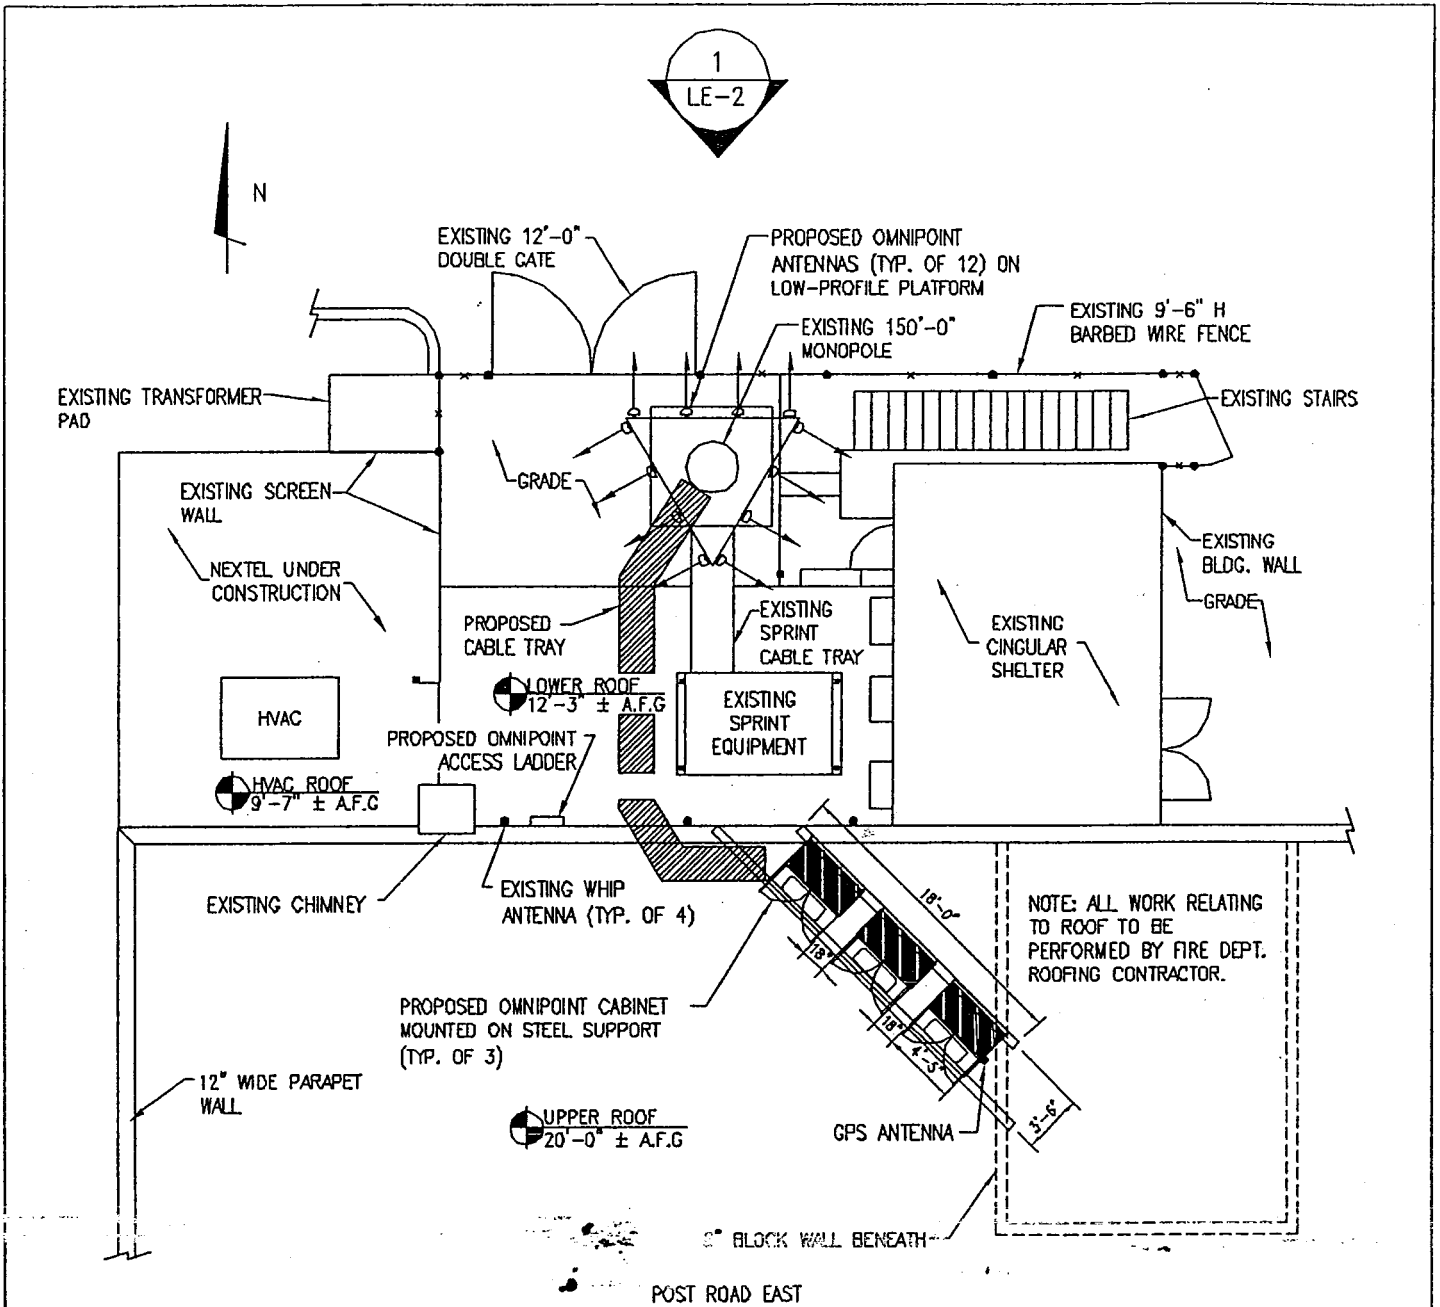 1
LE-2
N
EXISTING 12'-0"
DOUBLE GATE
PROPOSED OMNIPOINT
ANTENNAS (TYP. OF 12) ON
LOW-PROFILE PLATFORM
EXISTING 150'-0"
MONOPOLE
EXISTING 9'-6" H
BARBED WIRE FENCE
EXISTING TRANSFORMER
PAD
EXISTING STAIRS
GRADE
EXISTING SCREEN
WALL
EXISTING
BLDG. WALL
NEXTEL UNDER
CONSTRUCTION
GRADE
PROPOSED
CABLE TRAY
EXISTING
SPRINT
CABLE TRAY
EXISTING
CINGULAR
SHELTER
LOWER ROOF
12'-3" ± A.F.G
HVAC
EXISTING
SPRINT
EQUIPMENT
PROPOSED OMNIPOINT
ACCESS LADDER
HVAC ROOF
9'-7" ± A.F.G
EXISTING CHIMNEY
EXISTING WHIP
ANTENNA (TYP. OF 4)
18'-0"
NOTE: ALL WORK RELATING
TO ROOF TO BE
PERFORMED BY FIRE DEPT.
ROOFING CONTRACTOR.
18"
PROPOSED OMNIPOINT CABINET
MOUNTED ON STEEL SUPPORT
(TYP. OF 3)
18"
4'-5"
12" WIDE PARAPET
WALL
UPPER ROOF
20'-0" ± A.F.G
GPS ANTENNA
3'-6"
BLOCK WALL BENEATH
POST ROAD EAST